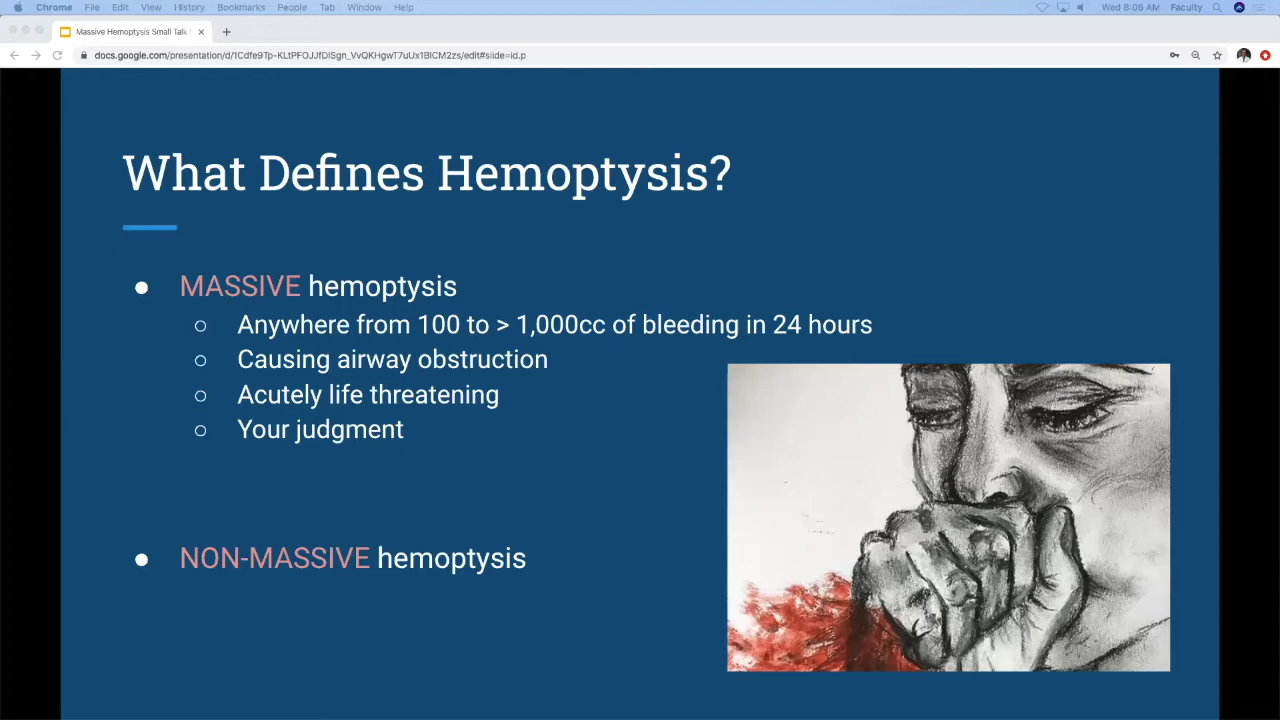 Chrome File Edit View History Bookmarks People Tab Window Help Wed 8:06 AM Faculty
Massive Hemoptysis Small Talk
What Defines Hemoptysis?
● MASSIVE hemoptysis
○ Anywhere from 100 to > 1,000cc of bleeding in 24 hours
○ Causing airway obstruction
○ Acutely life threatening
○ Your judgment
● NON-MASSIVE hemoptysis